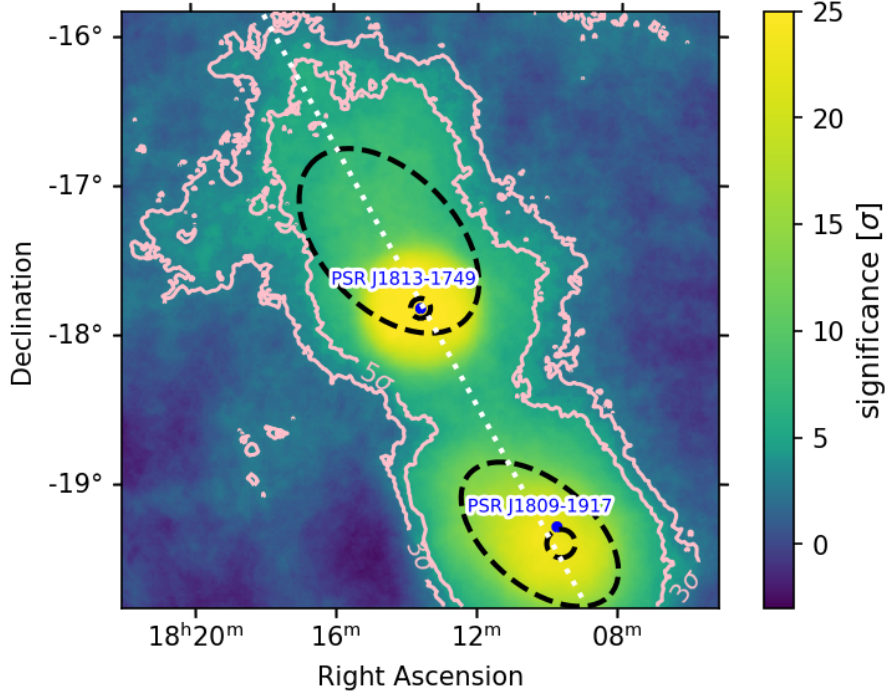 -16°
-17°
-18°
-19°
Declination
PSR J1813-1749
5σ
PSR J1809-1917
3σ
3σ
18ʰ20ᵐ
16ᵐ
12ᵐ
08ᵐ
Right Ascension
25
20
15
10
5
0
significance [σ]